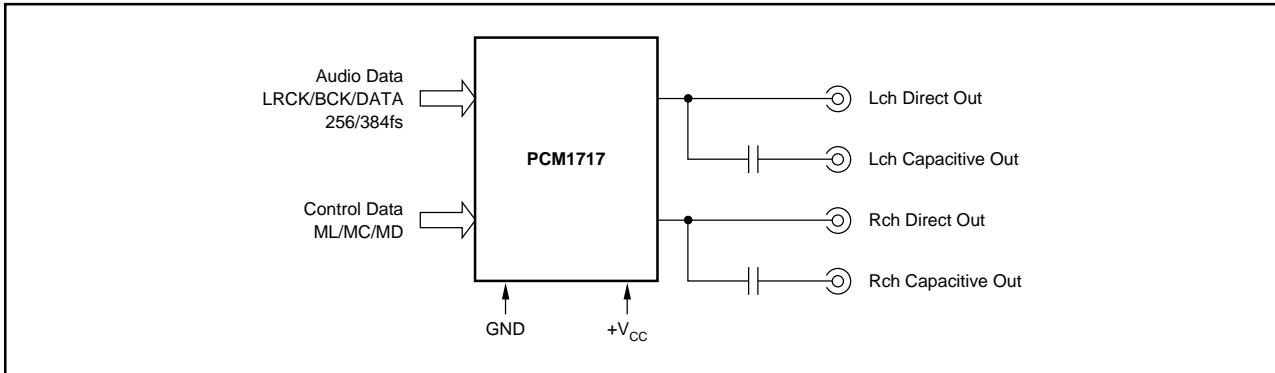 Audio Data
LRCK/BCK/DATA
256/384fs
Control Data
ML/MC/MD
PCM1717
GND
+VCC
Lch Direct Out
Lch Capacitive Out
Rch Direct Out
Rch Capacitive Out